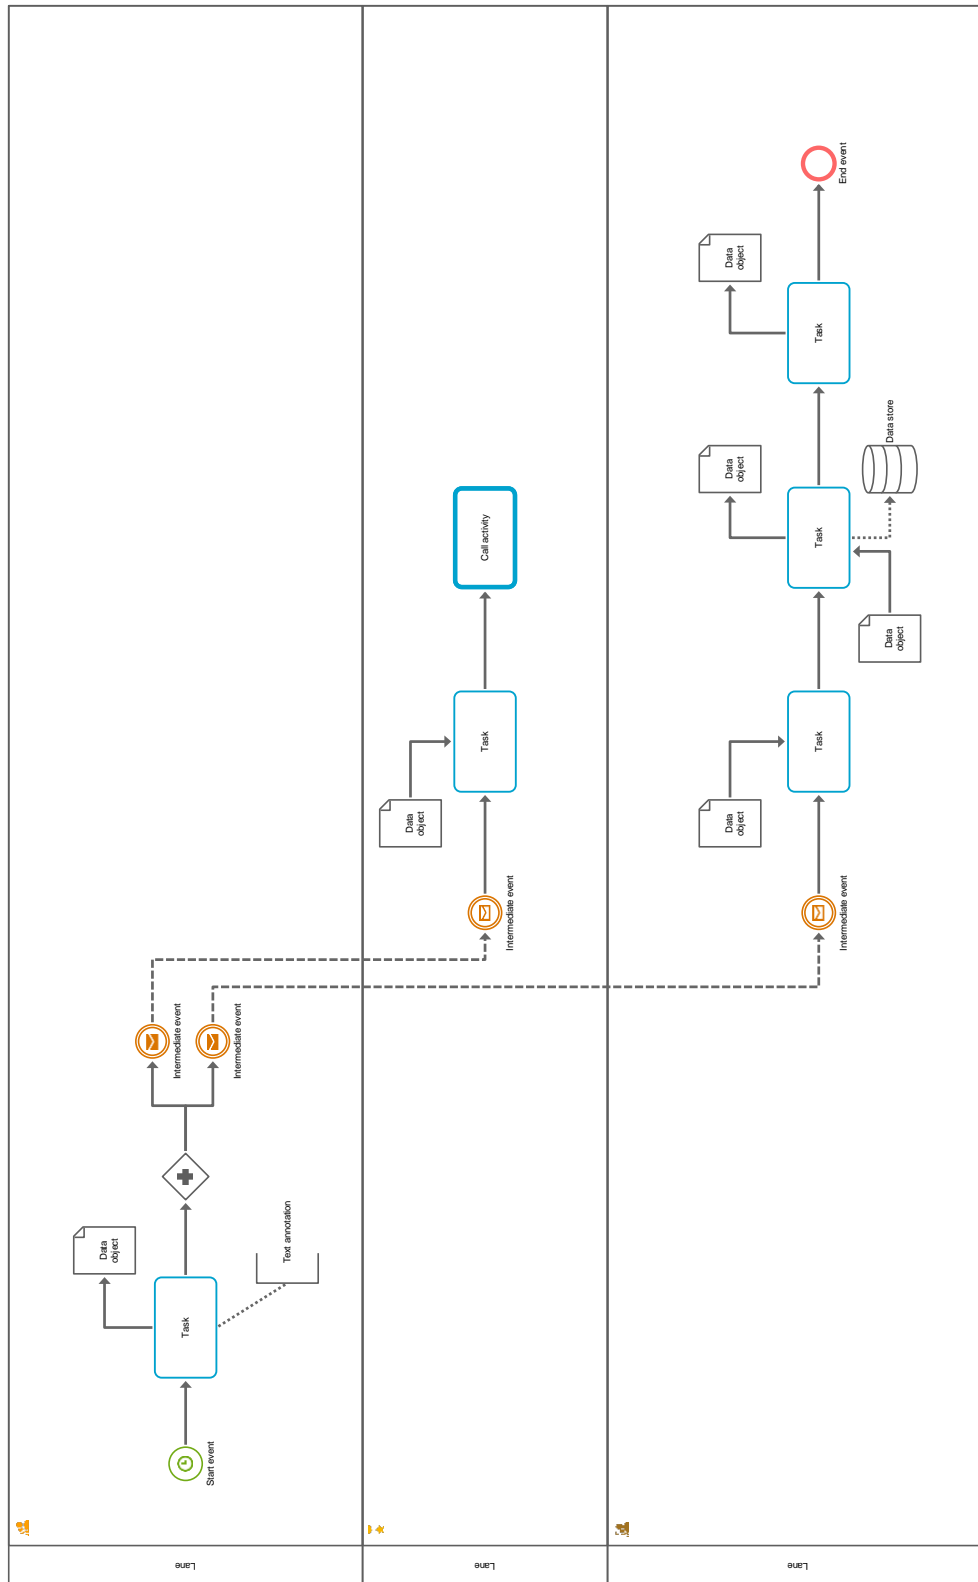 Start event
Task
Data
object
Text annotation
Intermediate event
Intermediate event
Lane
Intermediate event
Data
object
Task
Call activity
Lane
Intermediate event
Data
object
Task
Data
object
Task
Data
object
Data store
Task
Data
object
End event
Lane